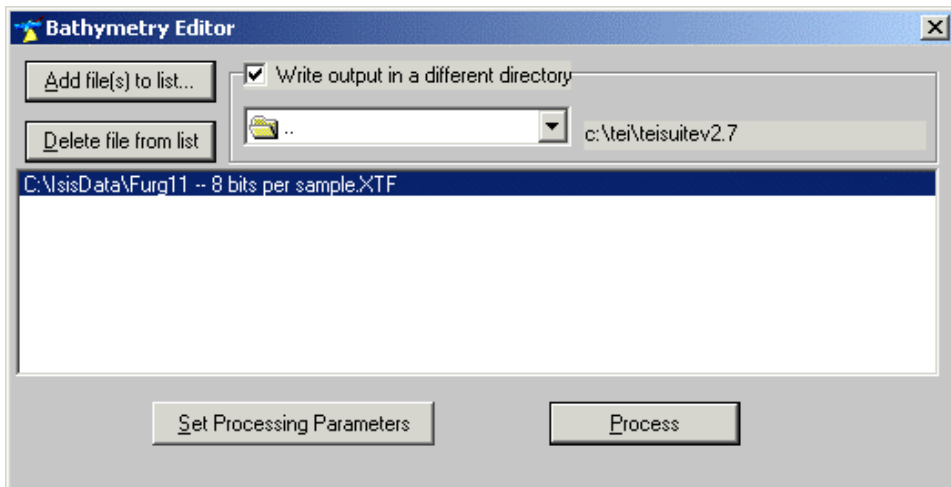 Bathymetry Editor
Add file(s) to list...
Write output in a different directory
..
c:\tei\teisuitev2.7
Delete file from list
C:\IsisData\Furg11 -- 8 bits per sample.XTF
Set Processing Parameters
Process